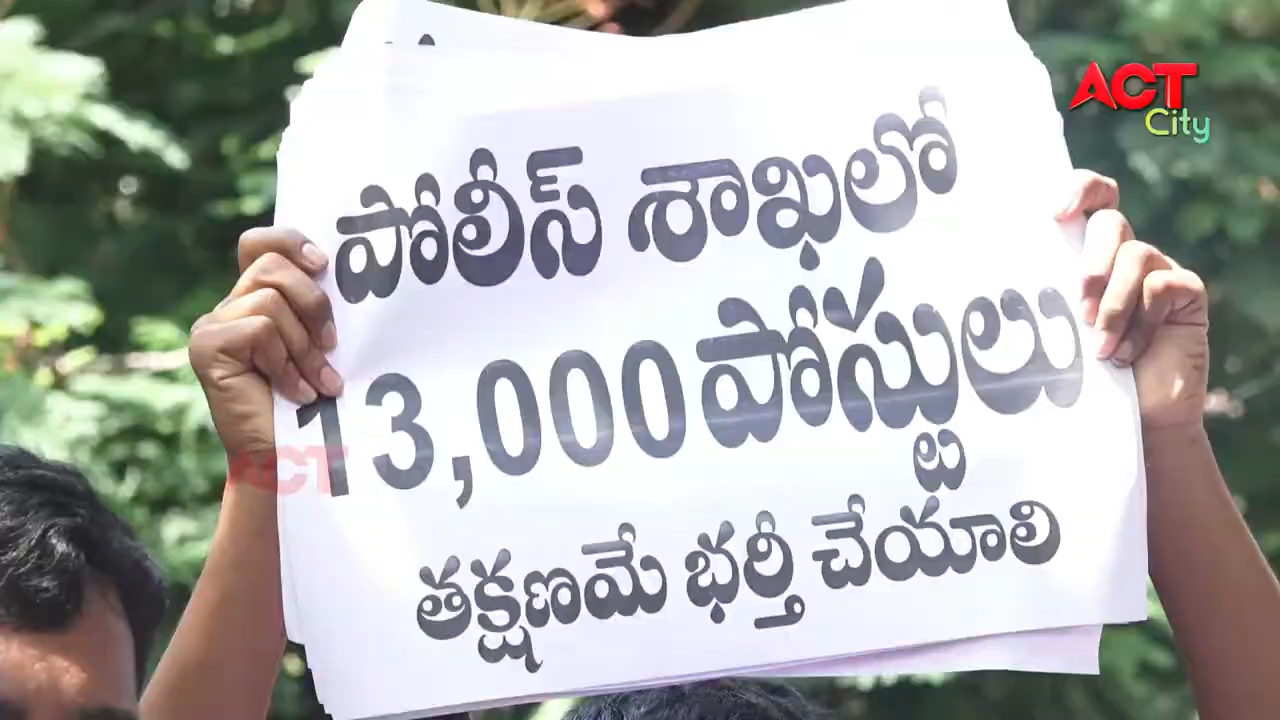 ACT
City
పోలీస్ శాఖలో
13,000 పోస్టులు
ACT
తక్షణమే భర్తీ చేయాలి